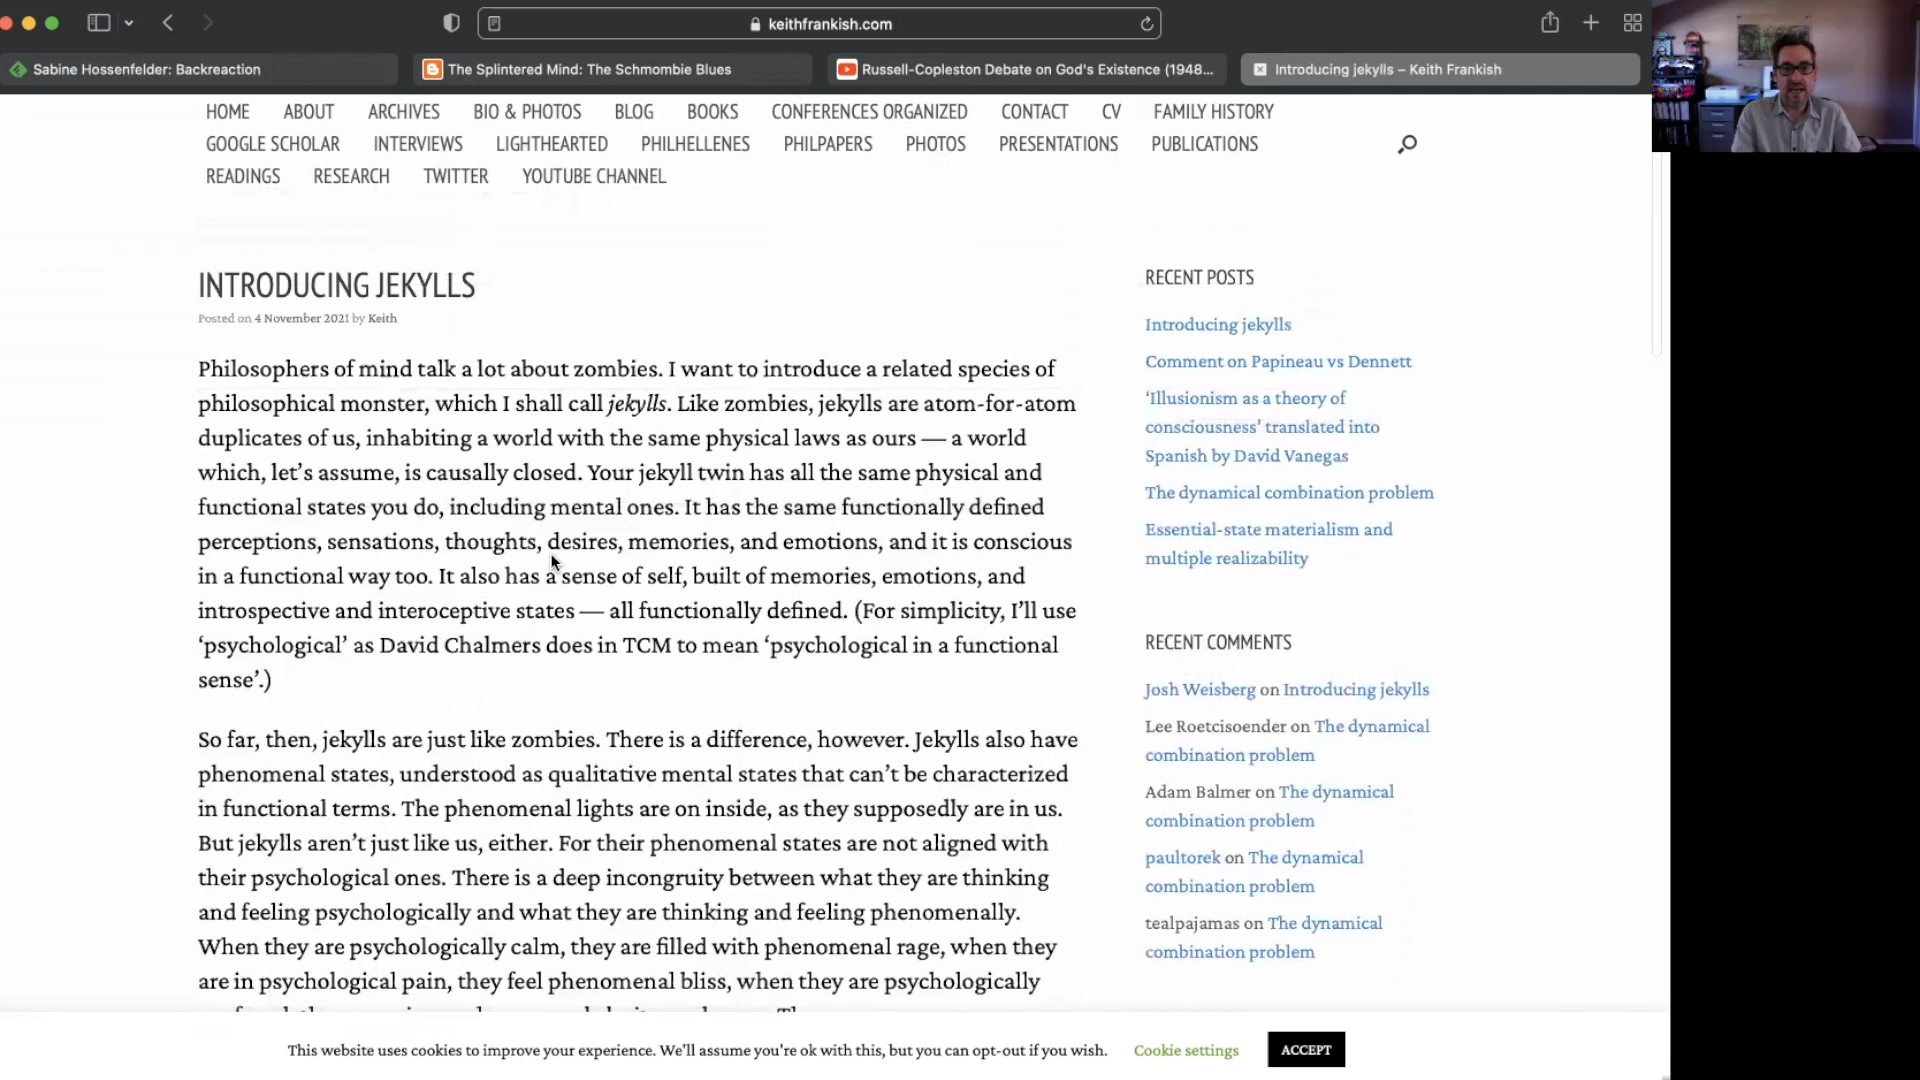 keithfrankish.com
Sabine Hossenfelder: Backreaction
The Splintered Mind: The Schmombie Blues
Russell-Copleston Debate on God's Existence (1948...
Introducing jekylls – Keith Frankish
HOME ABOUT ARCHIVES BIO & PHOTOS BLOG BOOKS CONFERENCES ORGANIZED CONTACT CV FAMILY HISTORY
GOOGLE SCHOLAR INTERVIEWS LIGHTHEARTED PHILHELLENES PHILPAPERS PHOTOS PRESENTATIONS PUBLICATIONS
READINGS RESEARCH TWITTER YOUTUBE CHANNEL
INTRODUCING JEKYLLS
Posted on 4 November 2021 by Keith
Philosophers of mind talk a lot about zombies. I want to introduce a related species of
philosophical monster, which I shall call jekylls. Like zombies, jekylls are atom-for-atom
duplicates of us, inhabiting a world with the same physical laws as ours — a world
which, let's assume, is causally closed. Your jekyll twin has all the same physical and
functional states you do, including mental ones. It has the same functionally defined
perceptions, sensations, thoughts, desires, memories, and emotions, and it is conscious
in a functional way too. It also has a sense of self, built of memories, emotions, and
introspective and interoceptive states — all functionally defined. (For simplicity, I'll use
'psychological' as David Chalmers does in TCM to mean 'psychological in a functional
sense'.)
So far, then, jekylls are just like zombies. There is a difference, however. Jekylls also have
phenomenal states, understood as qualitative mental states that can't be characterized
in functional terms. The phenomenal lights are on inside, as they supposedly are in us.
But jekylls aren't just like us, either. For their phenomenal states are not aligned with
their psychological ones. There is a deep incongruity between what they are thinking
and feeling psychologically and what they are thinking and feeling phenomenally.
When they are psychologically calm, they are filled with phenomenal rage, when they
are in psychological pain, they feel phenomenal bliss, when they are psychologically
RECENT POSTS
Introducing jekylls
Comment on Papineau vs Dennett
'Illusionism as a theory of
consciousness' translated into
Spanish by David Vanegas
The dynamical combination problem
Essential-state materialism and
multiple realizability
RECENT COMMENTS
Josh Weisberg on Introducing jekylls
Lee Roetcisoender on The dynamical
combination problem
Adam Balmer on The dynamical
combination problem
paultorek on The dynamical
combination problem
tealpajamas on The dynamical
combination problem
This website uses cookies to improve your experience. We'll assume you're ok with this, but you can opt-out if you wish. Cookie settings ACCEPT